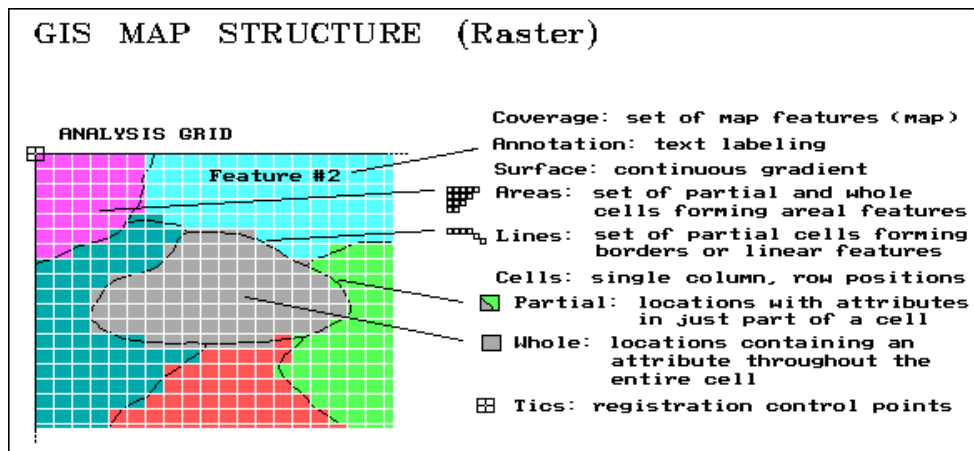 GIS MAP STRUCTURE (Raster)
ANALYSIS GRID
Feature #2
Coverage: set of map features (map)
Annotation: text labeling
Surface: continuous gradient
Areas: set of partial and whole
cells forming areal features
Lines: set of partial cells forming
borders or linear features
Cells: single column, row positions
Partial: locations with attributes
in just part of a cell
Whole: locations containing an
attribute throughout the
entire cell
Tics: registration control points